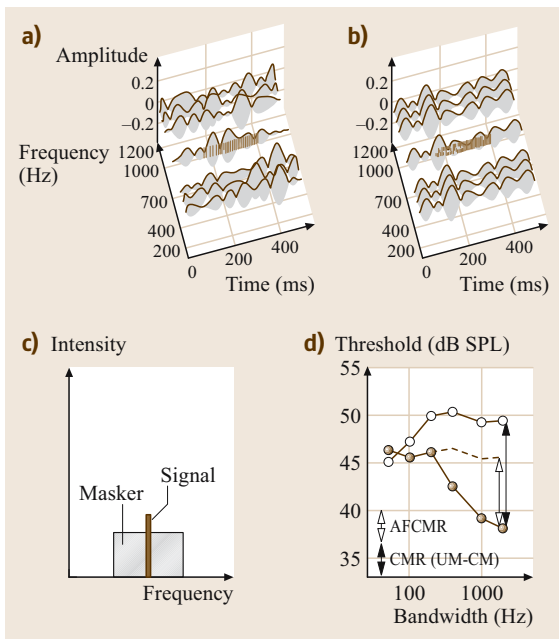 a)
Amplitude
0.2
0
–0.2
Frequency
(Hz)
1200
1000
700
400
200
0
200
400
Time (ms)
b)
0.2
0
–0.2
1200
1000
700
400
200
0
200
400
Time (ms)
c) Intensity
Signal
Masker
Frequency
d) Threshold (dB SPL)
55
50
45
40
35
AFCMR
CMR (UM-CM)
100
1000
Bandwidth (Hz)